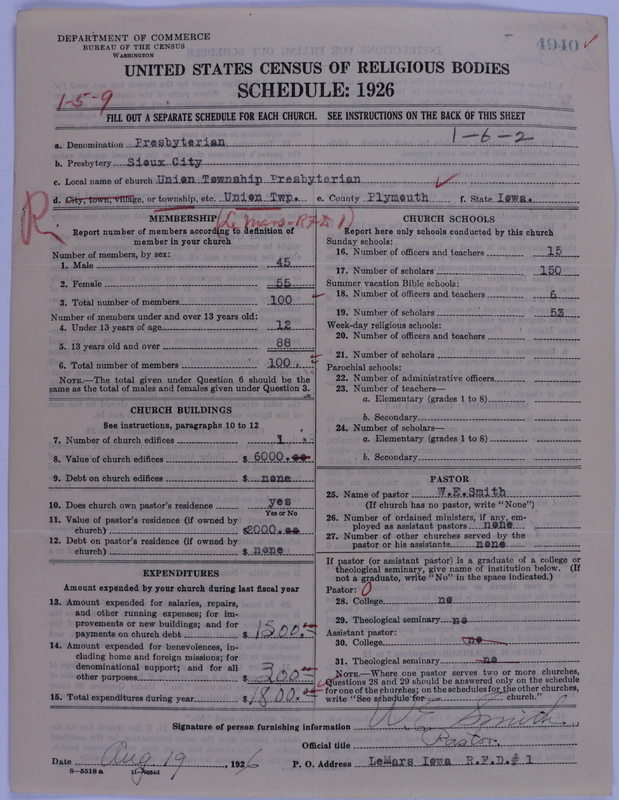 DEPARTMENT OF COMMERCE
BUREAU OF THE CENSUS
WASHINGTON
4940
UNITED STATES CENSUS OF RELIGIOUS BODIES
SCHEDULE: 1926
1-5-9
FILL OUT A SEPARATE SCHEDULE FOR EACH CHURCH. SEE INSTRUCTIONS ON THE BACK OF THIS SHEET
1-6-2
a. Denomination Presbyterian
b. Presbytery Sioux City
c. Local name of church Union Township Presbyterian
d. City, town, village, or township, etc. Union Twp. e. County Plymouth f. State Iowa.
R
(Le Mars-R.F.D. 1)
MEMBERSHIP
Report number of members according to definition of
member in your church
Number of members, by sex:
1. Male 45
2. Female 55
3. Total number of members 100
Number of members under and over 13 years old:
4. Under 13 years of age 12
5. 13 years old and over 88
6. Total number of members 100.
NOTE.—The total given under Question 6 should be the
same as the total of males and females given under Question 3.
CHURCH BUILDINGS
See instructions, paragraphs 10 to 12
7. Number of church edifices 1
8. Value of church edifices $ 6000.00
9. Debt on church edifices $ none
10. Does church own pastor's residence yes
Yes or No
11. Value of pastor's residence (if owned by
church) $2000.00
12. Debt on pastor's residence (if owned by
church) $ none
EXPENDITURES
Amount expended by your church during last fiscal year
13. Amount expended for salaries, repairs,
and other running expenses; for im-
provements or new buildings; and for
payments on church debt $ 1500.
14. Amount expended for benevolences, in-
cluding home and foreign missions; for
denominational support; and for all
other purposes $ 300
15. Total expenditures during year $ 1800.
CHURCH SCHOOLS
Report here only schools conducted by this church
Sunday schools:
16. Number of officers and teachers 15
17. Number of scholars 150
Summer vacation Bible schools:
18. Number of officers and teachers 6
19. Number of scholars 53
Week-day religious schools:
20. Number of officers and teachers
21. Number of scholars
Parochial schools:
22. Number of administrative officers
23. Number of teachers—
a. Elementary (grades 1 to 8)
b. Secondary
24. Number of scholars—
a. Elementary (grades 1 to 8)
b. Secondary
PASTOR
25. Name of pastor W.E.Smith
(If church has no pastor, write "None")
26. Number of ordained ministers, if any, em-
ployed as assistant pastors none
27. Number of other churches served by the
pastor or his assistants none
If pastor (or assistant pastor) is a graduate of a college or
theological seminary, give name of institution below. (If
not a graduate, write "No" in the space indicated.)
Pastor: 0
28. College no
29. Theological seminary no
Assistant pastor:
30. College no
31. Theological seminary no
NOTE.—Where one pastor serves two or more churches,
Questions 28 and 29 should be answered only on the schedule
for one of the churches; on the schedules for the other churches,
write "See schedule for church."
Signature of person furnishing information W E Smith.
Official title Pastor.
Date Aug 19, 1926 P. O. Address LeMars Iowa R.F.D.# 1
8-5518 a